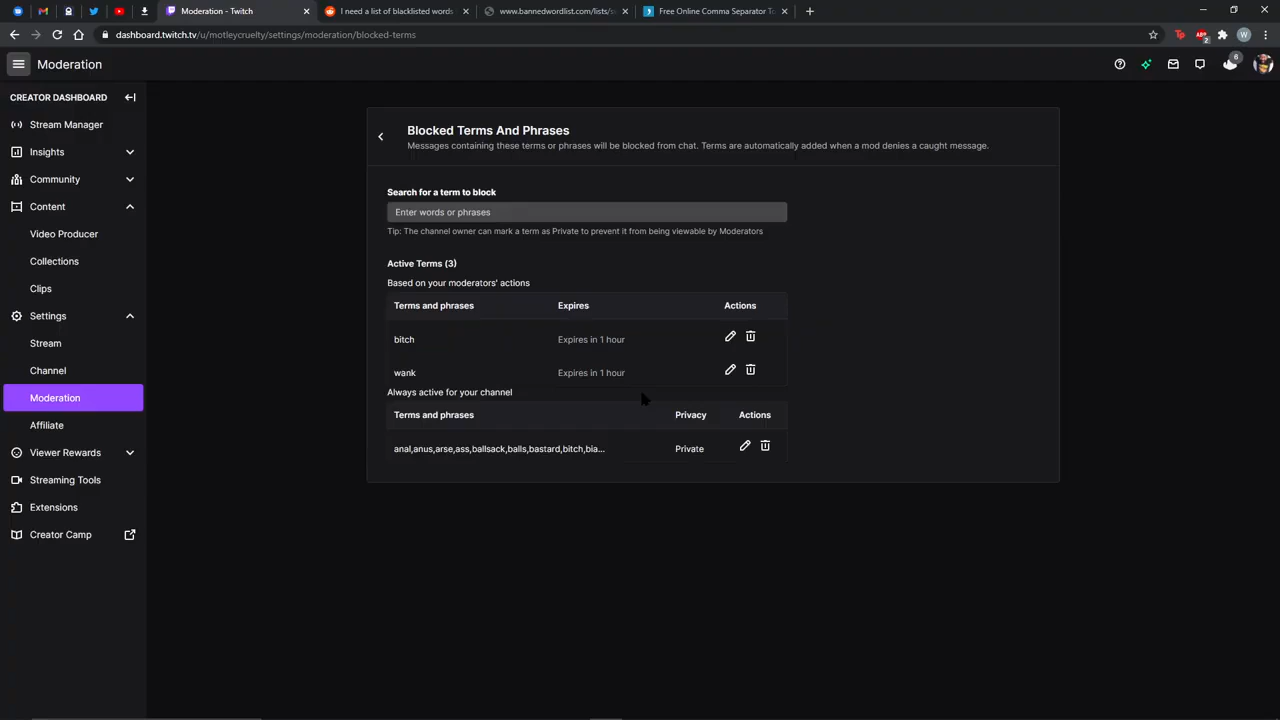 Moderation - Twitch
I need a list of blacklisted words
www.bannedwordlist.com/lists/s
Free Online Comma Separator To
dashboard.twitch.tv/u/motleycruelty/settings/moderation/blocked-terms
Tp
ABP
2
W
Moderation
6
CREATOR DASHBOARD
Stream Manager
Insights
Community
Content
Video Producer
Collections
Clips
Settings
Stream
Channel
Moderation
Affiliate
Viewer Rewards
Streaming Tools
Extensions
Creator Camp
Blocked Terms And Phrases
Messages containing these terms or phrases will be blocked from chat. Terms are automatically added when a mod denies a caught message.
Search for a term to block
Enter words or phrases
Tip: The channel owner can mark a term as Private to prevent it from being viewable by Moderators
Active Terms (3)
Based on your moderators' actions
Terms and phrases Expires Actions
bitch Expires in 1 hour
wank Expires in 1 hour
Always active for your channel
Terms and phrases Privacy Actions
anal,anus,arse,ass,ballsack,balls,bastard,bitch,bia... Private